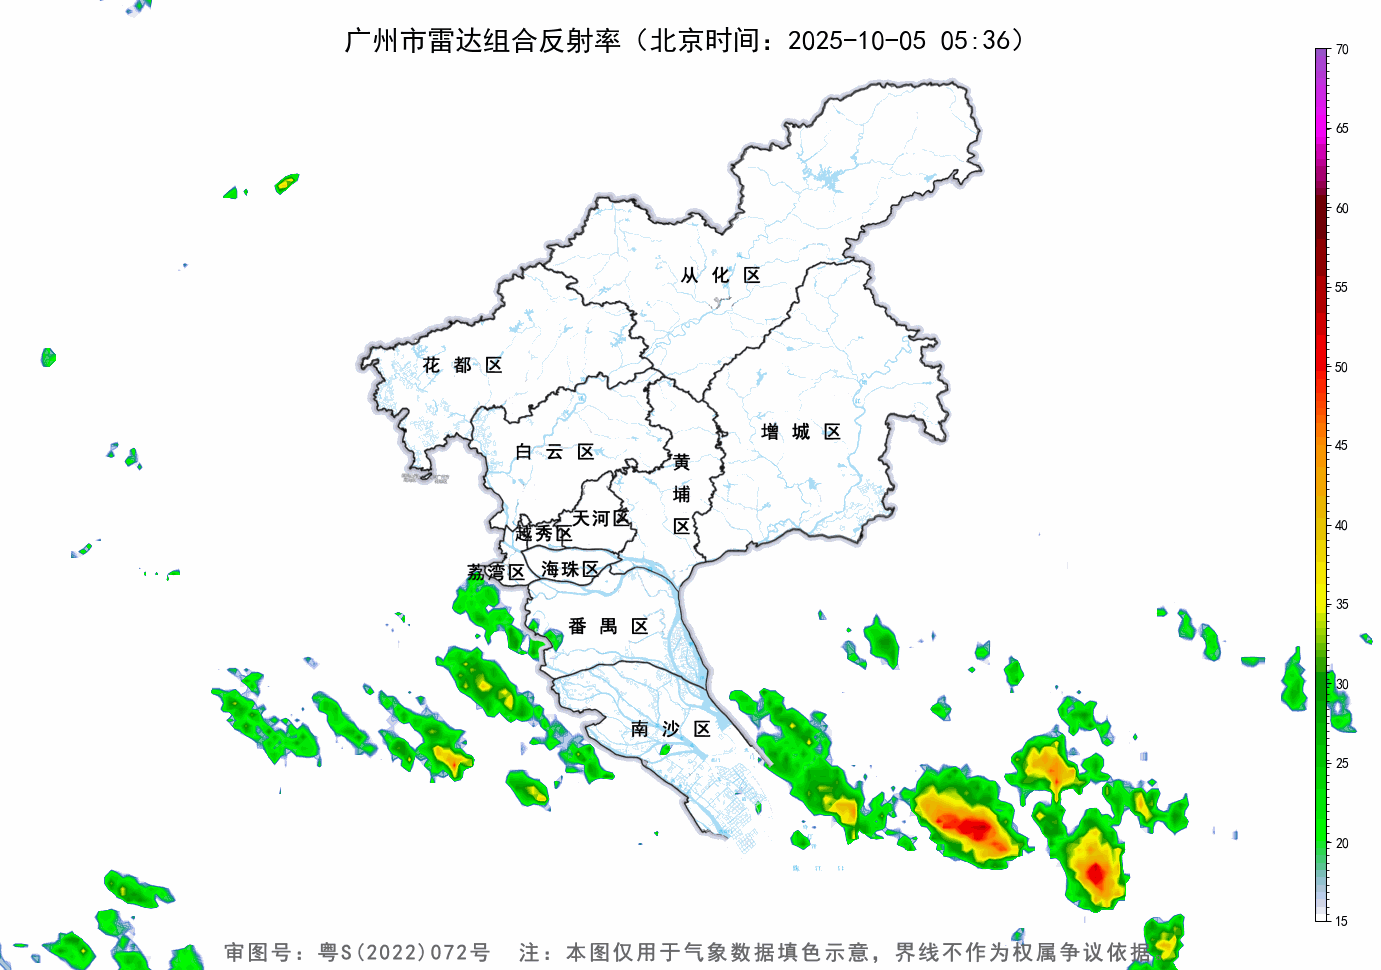 广州市雷达组合反射率（北京时间：2025-10-05 05:36）
70
65
60
55
50
45
40
35
30
25
20
15
从化区
花都区
增城区
白云区
黄埔区
天河区
越秀区
荔湾区
海珠区
番禺区
南沙区
审图号：粤S(2022)072号 注：本图仅用于气象数据填色示意，界线不作为权属争议依据